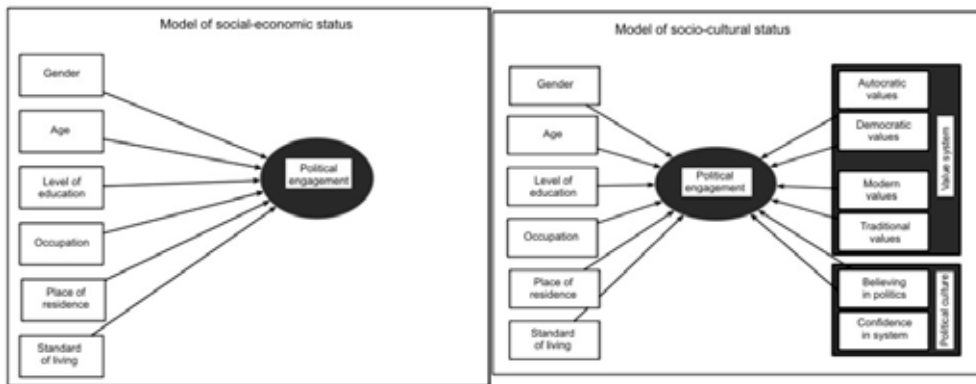 Model of social-economic status
Gender
Age
Level of
education
Occupation
Place of
residence
Standard
of living
Political
engagement
Model of socio-cultural status
Gender
Age
Level of
education
Occupation
Place of
residence
Standard
of living
Political
engagement
Autocratic
values
Democratic
values
Modern
values
Traditional
values
Value system
Believing
in politics
Confidence
in system
Political culture